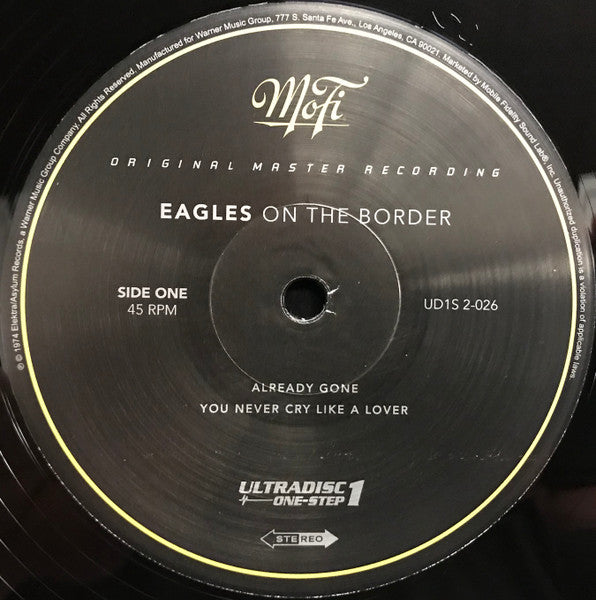 ℗ © 1974 Elektra/Asylum Records, a Warner Music Group Company. All Rights Reserved. Manufactured for Warner Music Group, 777 S. Santa Fe Ave., Los Angeles, CA 90021. Marketed by Mobile Fidelity Sound Lab®, Inc. Unauthorized duplication is a violation of applicable laws.
MoFi
ORIGINAL MASTER RECORDING
EAGLES ON THE BORDER
SIDE ONE
45 RPM
UD1S 2-026
ALREADY GONE
YOU NEVER CRY LIKE A LOVER
ULTRADISC
ONE-STEP 1
STEREO